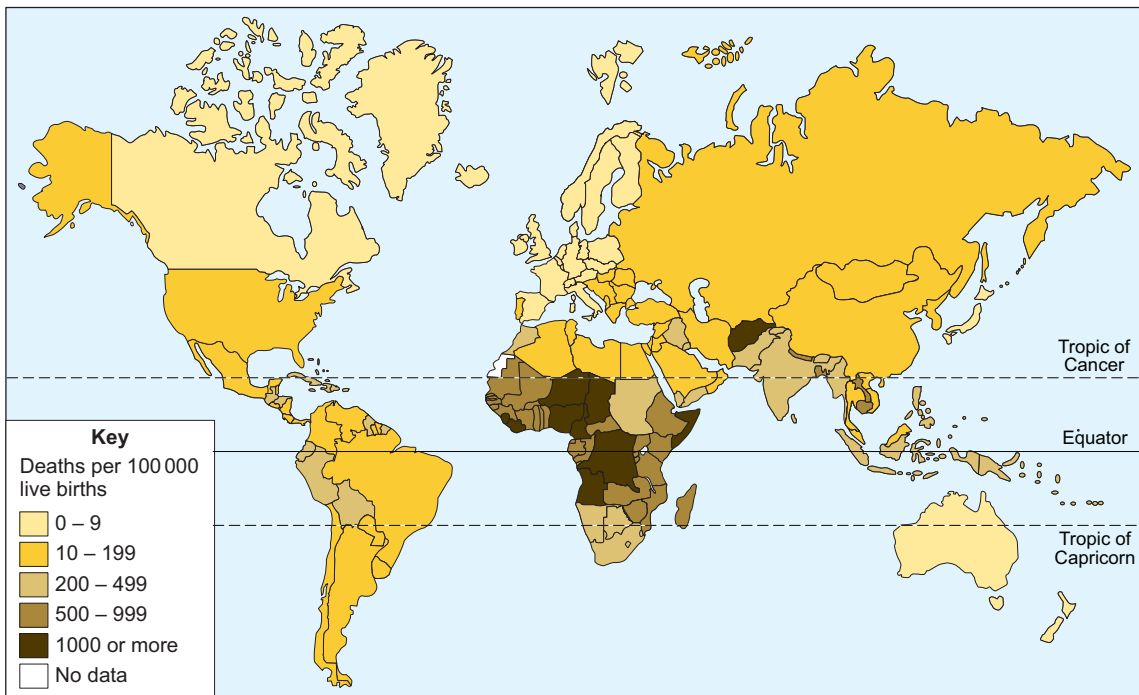 Tropic of
Cancer
Equator
Tropic of
Capricorn
Key
Deaths per 100 000
live births
0 – 9
10 – 199
200 – 499
500 – 999
1000 or more
No data